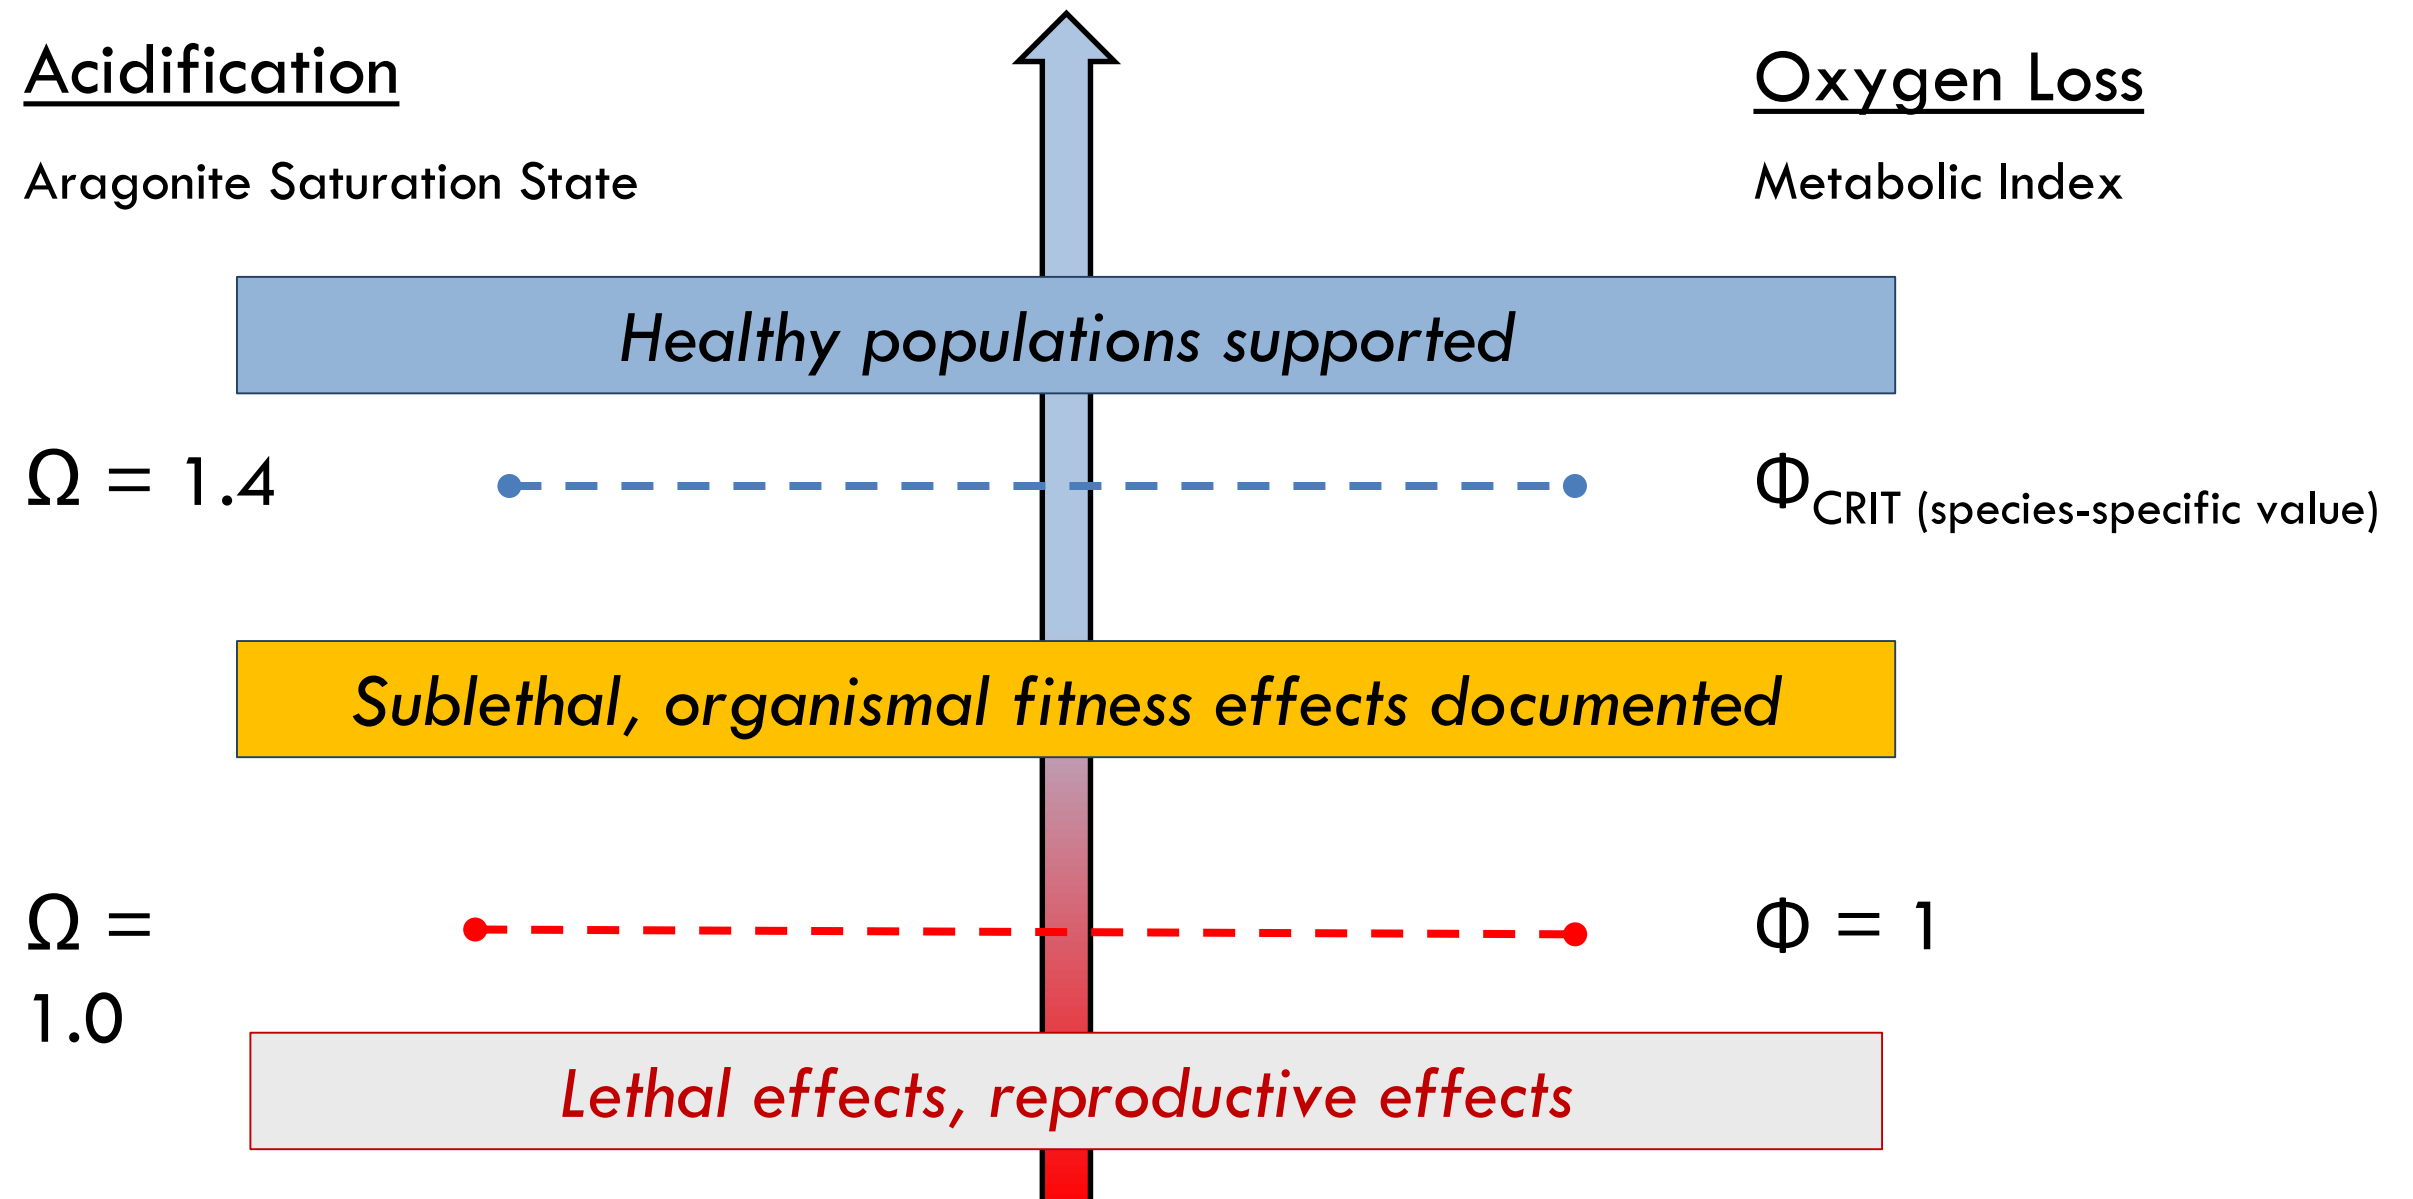 Acidification
Oxygen Loss
Aragonite Saturation State
Metabolic Index
Healthy populations supported
Ω = 1.4
ΦCRIT (species-specific value)
Sublethal, organismal fitness effects documented
Ω =
1.0
Φ = 1
Lethal effects, reproductive effects